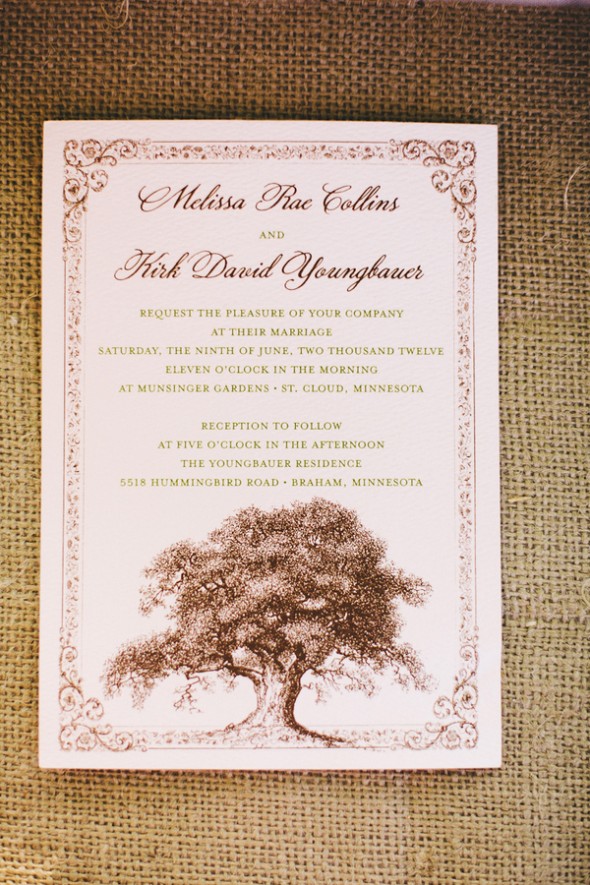 Melissa Rae Collins
AND
Kirk David Youngbauer
REQUEST THE PLEASURE OF YOUR COMPANY
AT THEIR MARRIAGE
SATURDAY, THE NINTH OF JUNE, TWO THOUSAND TWELVE
ELEVEN O'CLOCK IN THE MORNING
AT MUNSINGER GARDENS • ST. CLOUD, MINNESOTA
RECEPTION TO FOLLOW
AT FIVE O'CLOCK IN THE AFTERNOON
THE YOUNGBAUER RESIDENCE
5518 HUMMINGBIRD ROAD • BRAHAM, MINNESOTA